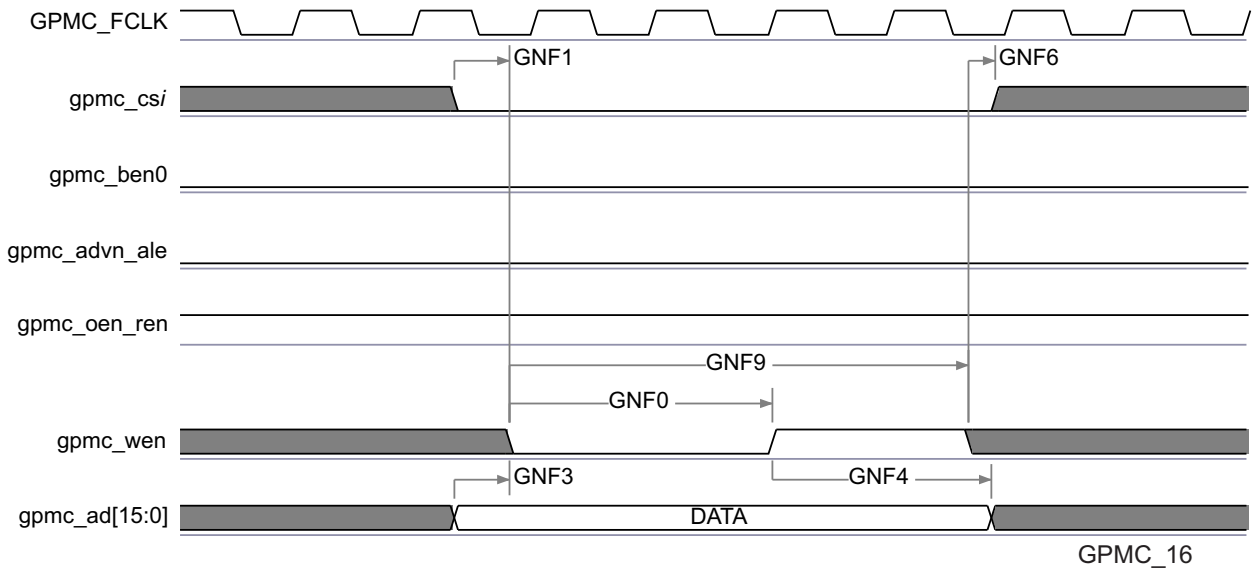 GPMC_FCLK
GNF1
GNF6
gpmc_csi
gpmc_ben0
gpmc_advn_ale
gpmc_oen_ren
GNF9
GNF0
gpmc_wen
GNF3
GNF4
gpmc_ad[15:0]
DATA
GPMC_16